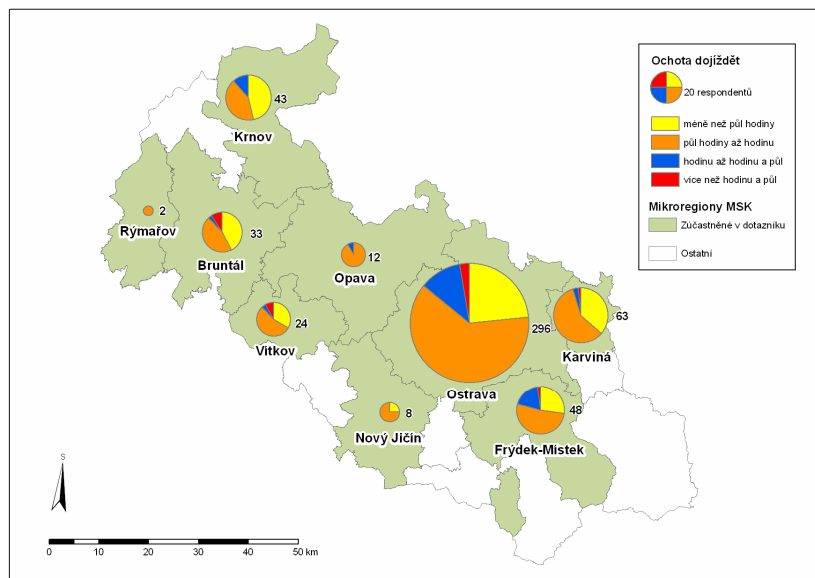 Ochota dojíždět
20 respondentů
méně než půl hodiny
půl hodiny až hodinu
hodinu až hodinu a půl
více než hodinu a půl
Mikroregiony MSK
Zúčastněné v dotazníku
Ostatní
43
Krnov
2
Rýmařov
33
Bruntál
12
Opava
24
Vitkov
296
Ostrava
63
Karviná
8
Nový Jičín
48
Frýdek-Místek
S
0 10 20 30 40 50 km